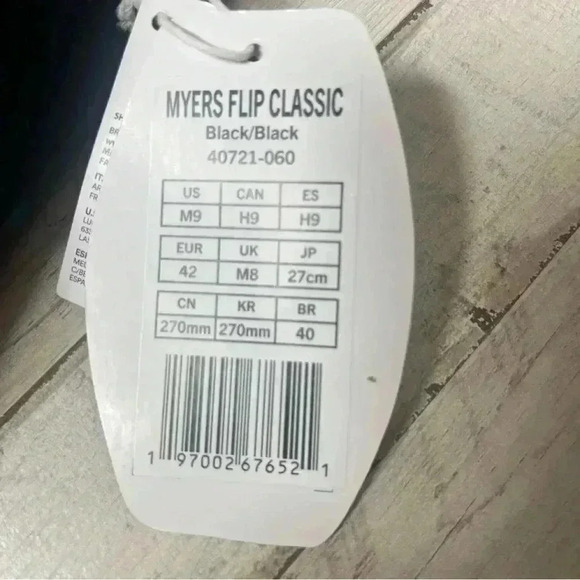 MYERS FLIP CLASSIC
Black/Black
40721-060
US CAN ES
M9 H9 H9
EUR UK JP
42 M8 27cm
CN KR BR
270mm 270mm 40
1 97002 67652 1